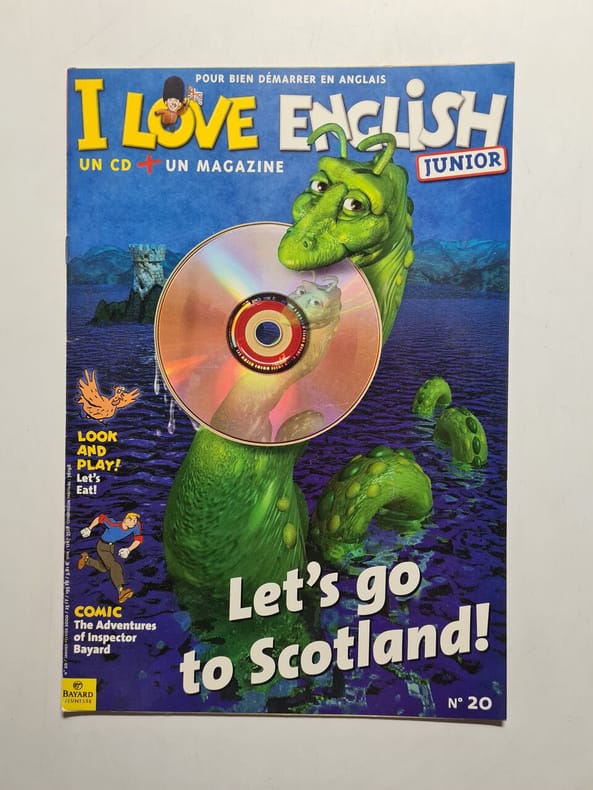 POUR BIEN DÉMARRER EN ANGLAIS
I LOVE ENGLiSH
JUNIOR
UN CD + UN MAGAZINE
LOOK
AND
PLAY!
Let's
Eat!
COMIC
The Adventures
of Inspector
Bayard
Let's go
to Scotland!
BAYARD
JEUNESSE
N° 20